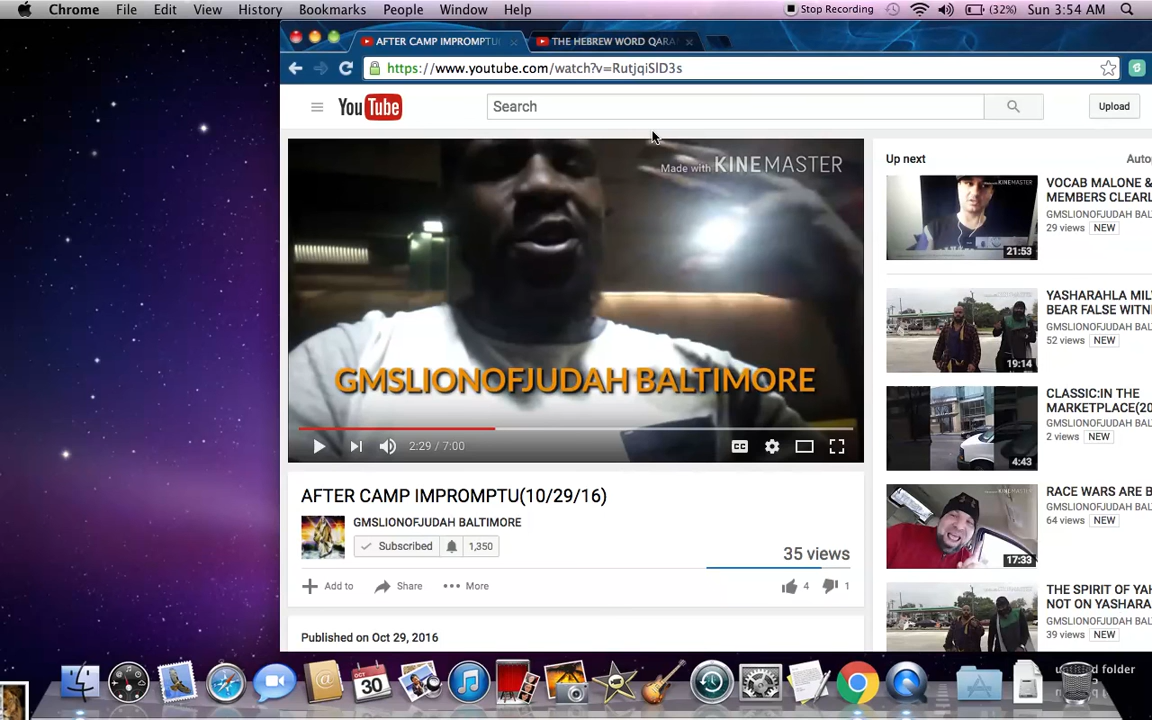 Chrome File Edit View History Bookmarks People Window Help Stop Recording (32%) Sun 3:54 AM
AFTER CAMP IMPROMPTU THE HEBREW WORD QARA
https://www.youtube.com/watch?v=RutjqiSlD3s
YouTube Search Upload
Made with KINEMASTER
GMSLIONOFJUDAH BALTIMORE
2:29 / 7:00 CC
AFTER CAMP IMPROMPTU(10/29/16)
GMSLIONOFJUDAH BALTIMORE
Subscribed 1,350
35 views
Add to Share More 4 1
Published on Oct 29, 2016
Up next Auto
21:53
VOCAB MALONE &
MEMBERS CLEARL
GMSLIONOFJUDAH BAL
29 views NEW
19:14
YASHARAHLA MIL
BEAR FALSE WITN
GMSLIONOFJUDAH BAL
52 views NEW
4:43
CLASSIC:IN THE
MARKETPLACE(20
GMSLIONOFJUDAH BAL
2 views NEW
17:33
RACE WARS ARE B
GMSLIONOFJUDAH BAL
64 views NEW
THE SPIRIT OF YAH
NOT ON YASHARA
GMSLIONOFJUDAH BAL
39 views NEW
OCT
30
untitled folder